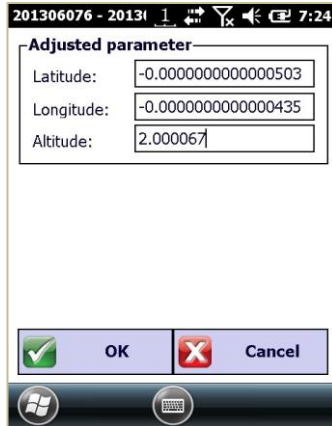 201306076 - 2013 1 7:24
Adjusted parameter
Latitude: -0.0000000000000503
Longitude: -0.0000000000000435
Altitude: 2.000067
OK Cancel